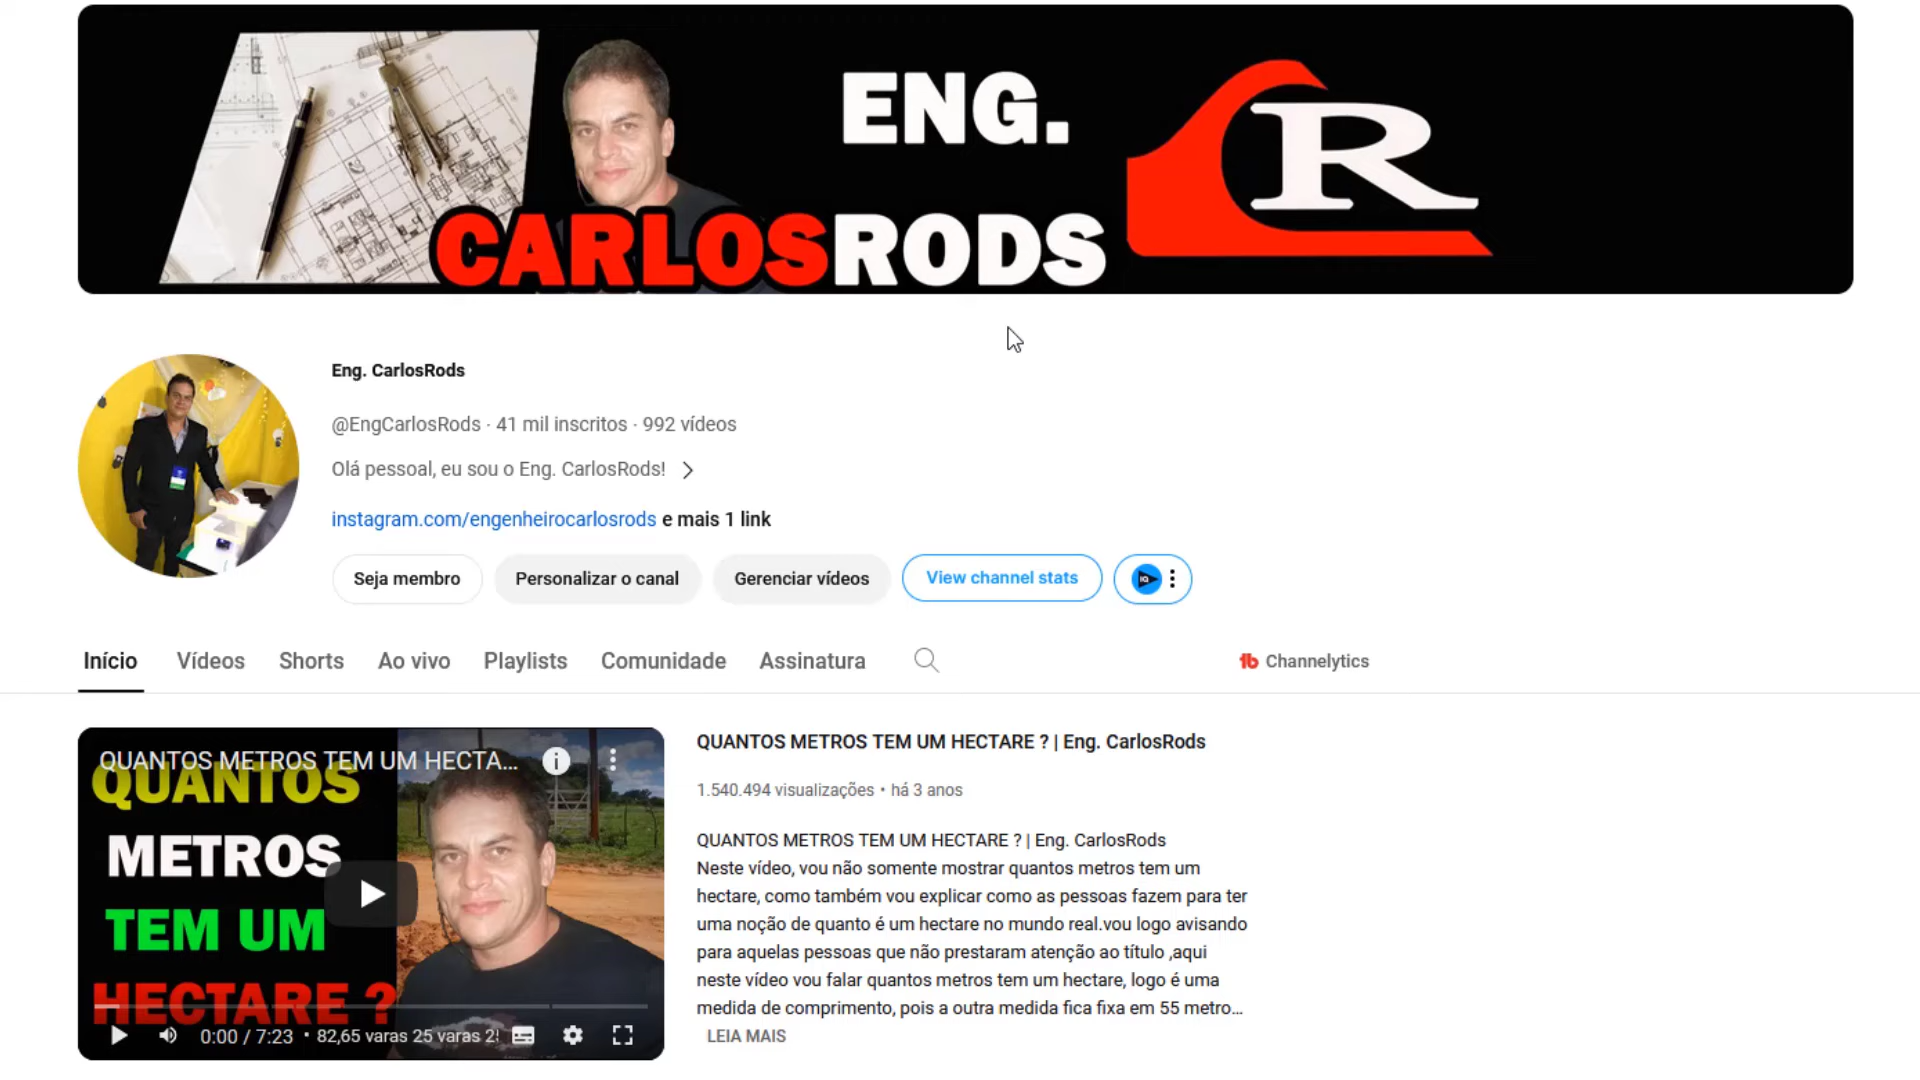 ENG.
CARLOSRODS
R
Eng. CarlosRods
@EngCarlosRods · 41 mil inscritos · 992 vídeos
Olá pessoal, eu sou o Eng. CarlosRods!
instagram.com/engenheirocarlosrods e mais 1 link
Seja membro
Personalizar o canal
Gerenciar vídeos
View channel stats
IQ
Início
Vídeos
Shorts
Ao vivo
Playlists
Comunidade
Assinatura
Channelytics
QUANTOS METROS TEM UM HECTA...
QUANTOS
METROS
TEM UM
HECTARE ?
0:00 / 7:23 • 82,65 varas 25 varas
QUANTOS METROS TEM UM HECTARE ? | Eng. CarlosRods
1.540.494 visualizações • há 3 anos
QUANTOS METROS TEM UM HECTARE ? | Eng. CarlosRods
Neste vídeo, vou não somente mostrar quantos metros tem um
hectare, como também vou explicar como as pessoas fazem para ter
uma noção de quanto é um hectare no mundo real.vou logo avisando
para aquelas pessoas que não prestaram atenção ao título ,aqui
neste vídeo vou falar quantos metros tem um hectare, logo é uma
medida de comprimento, pois a outra medida fica fixa em 55 metro...
LEIA MAIS